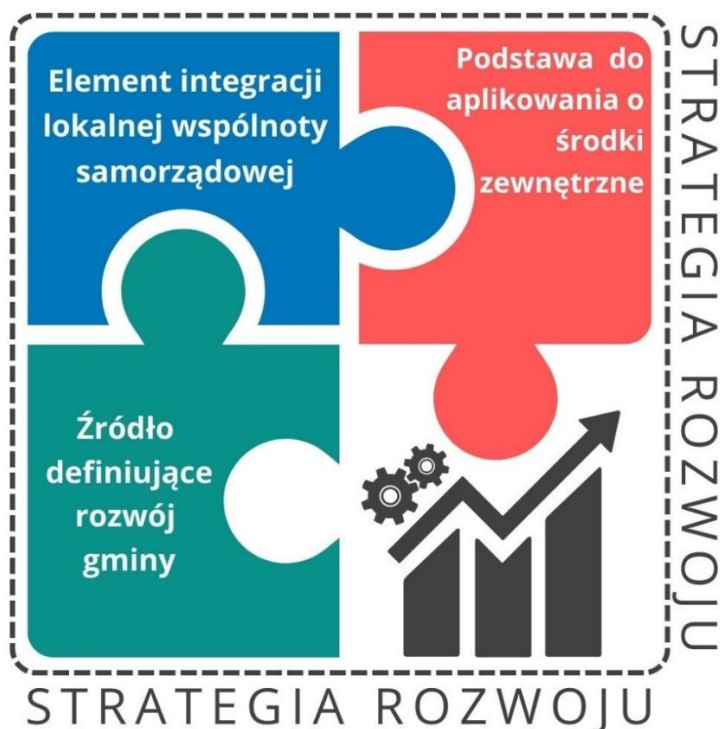 Element integracji
lokalnej wspólnoty
samorządowej
Podstawa do
aplikowania o
środki
zewnętrzne
Źródło
definiujące
rozwój
gminy
STRATEGIA ROZWOJU
STRATEGIA ROZWOJU